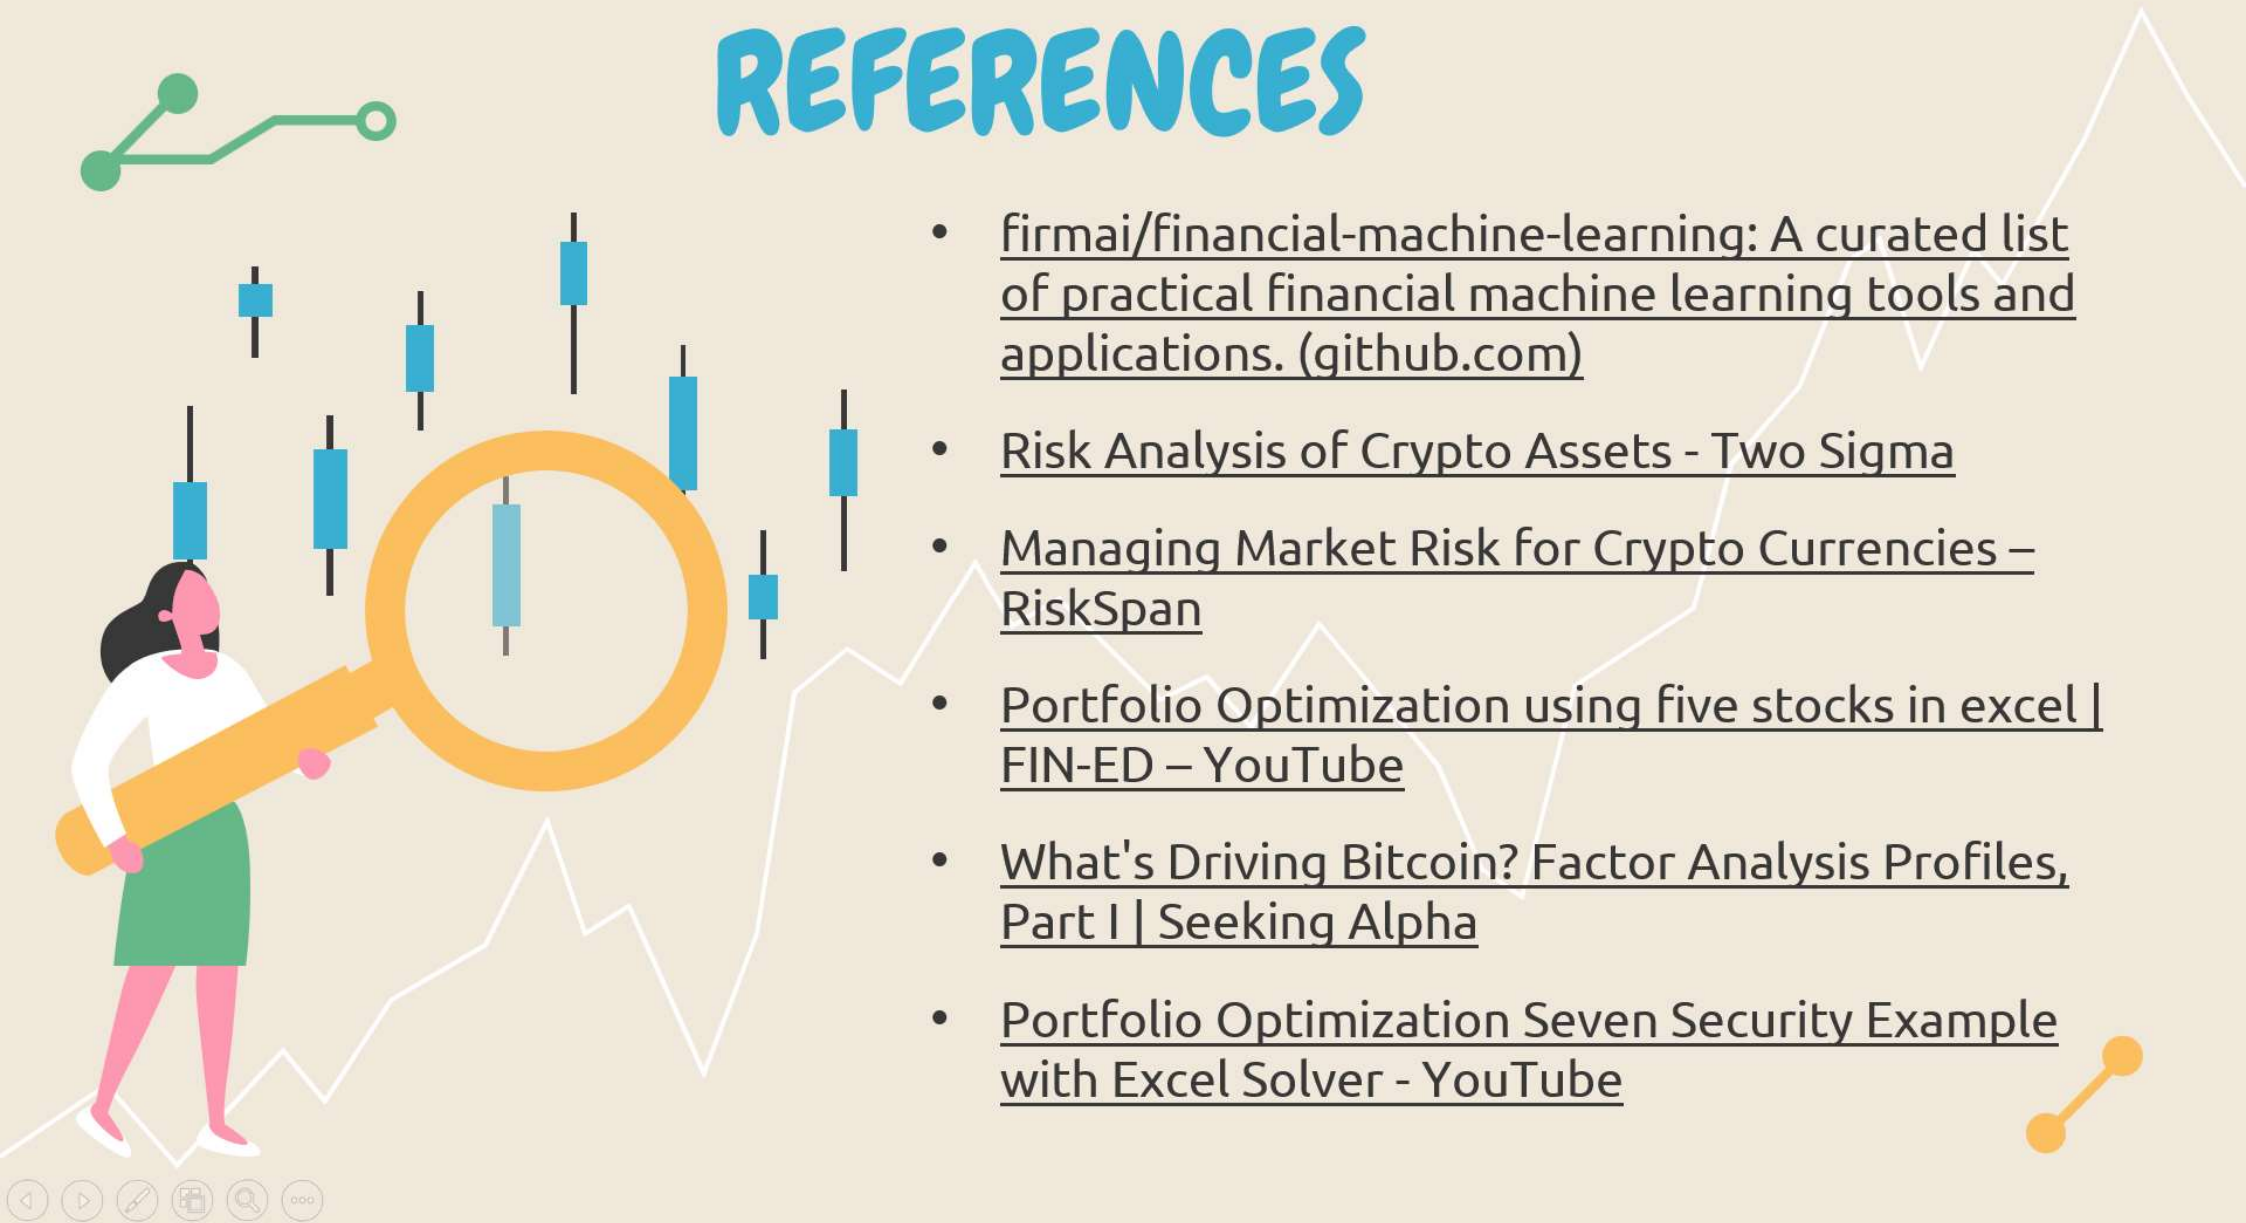 REFERENCES
• firmai/financial-machine-learning: A curated list
of practical financial machine learning tools and
applications. (github.com)
• Risk Analysis of Crypto Assets - Two Sigma
• Managing Market Risk for Crypto Currencies –
RiskSpan
• Portfolio Optimization using five stocks in excel |
FIN-ED – YouTube
• What's Driving Bitcoin? Factor Analysis Profiles,
Part I | Seeking Alpha
• Portfolio Optimization Seven Security Example
with Excel Solver - YouTube